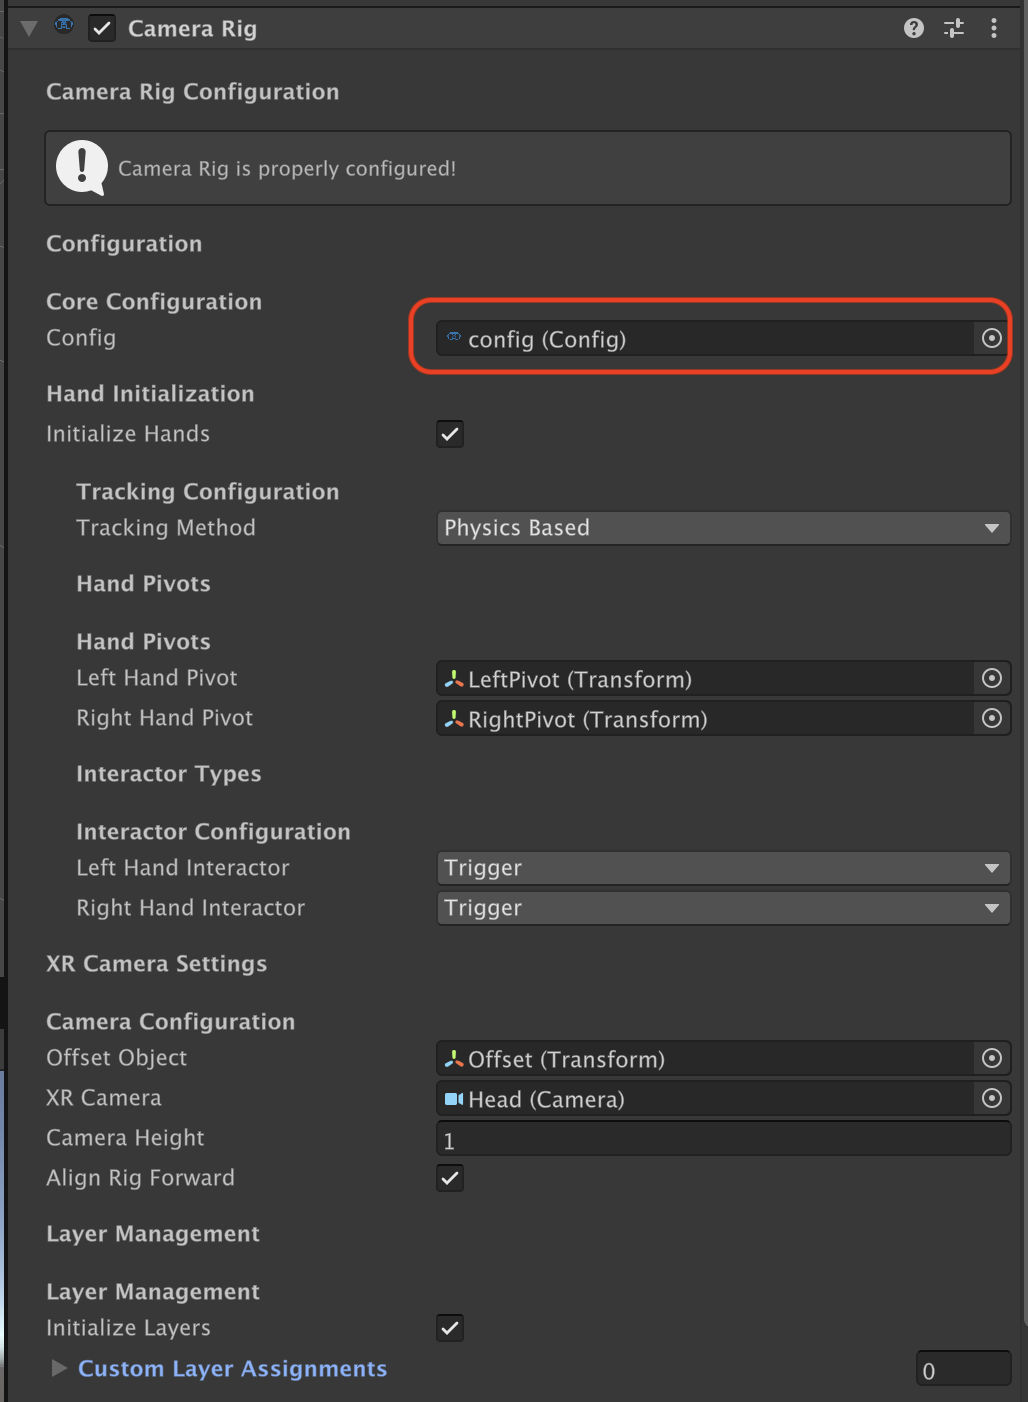 Camera Rig
Camera Rig Configuration
Camera Rig is properly configured!
Configuration
Core Configuration
Config config (Config)
Hand Initialization
Initialize Hands
Tracking Configuration
Tracking Method Physics Based
Hand Pivots
Hand Pivots
Left Hand Pivot LeftPivot (Transform)
Right Hand Pivot RightPivot (Transform)
Interactor Types
Interactor Configuration
Left Hand Interactor Trigger
Right Hand Interactor Trigger
XR Camera Settings
Camera Configuration
Offset Object Offset (Transform)
XR Camera Head (Camera)
Camera Height 1
Align Rig Forward
Layer Management
Layer Management
Initialize Layers
Custom Layer Assignments 0